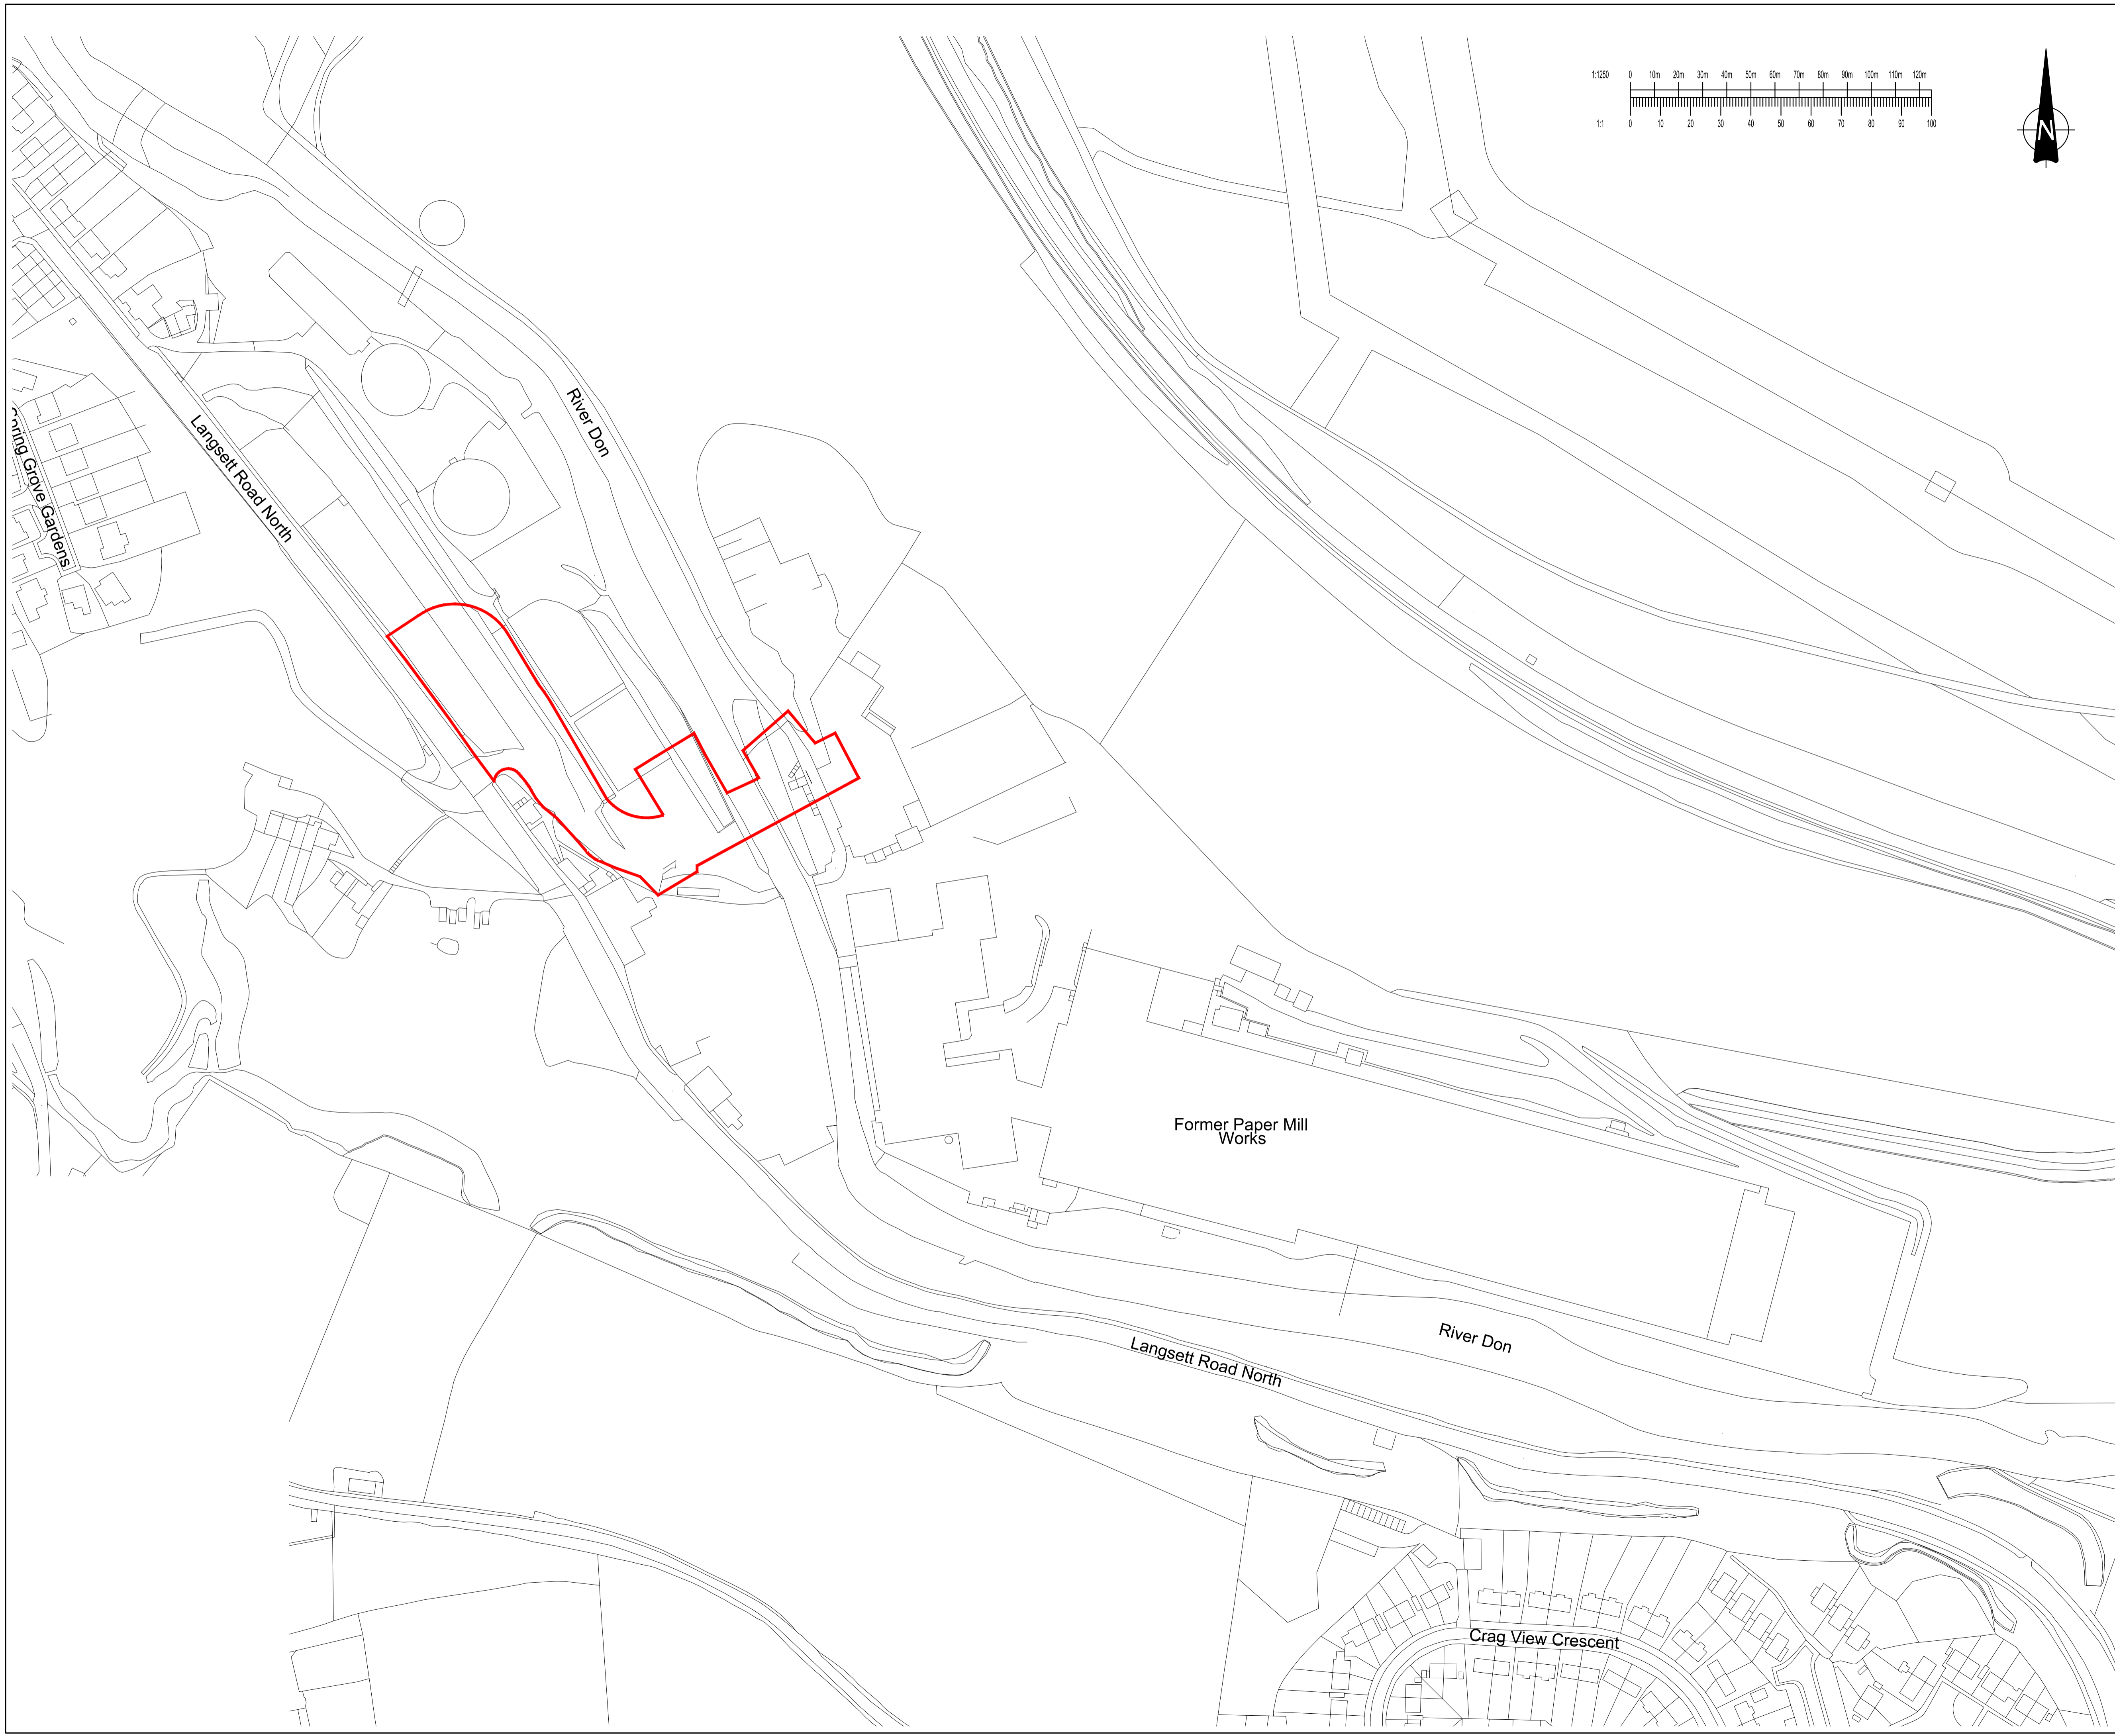 1:1250 0 10m 20m 30m 40m 50m 60m 70m 80m 90m 100m 110m 120m
1:1 0 10 20 30 40 50 60 70 80 90 100
N
River Don
Langsett Road North
Spring Grove Gardens
Former Paper Mill
Works
River Don
Langsett Road North
Crag View Crescent